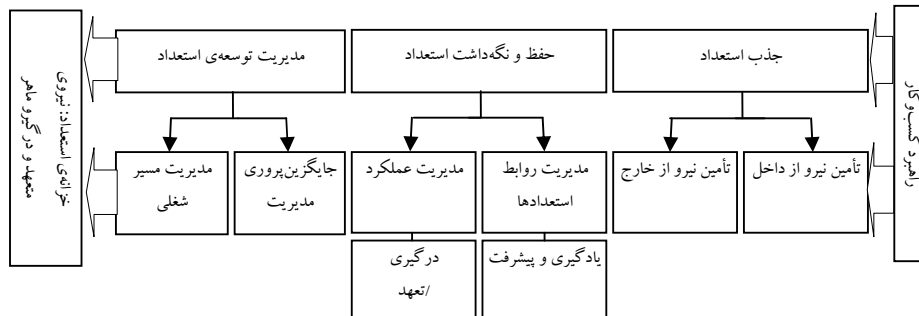 راهبرد کسب‌و کار
جذب استعداد
حفظ و نگه‌داشت استعداد
مدیریت توسعه‌ی استعداد
تأمین نیرو از داخل
تأمین نیرو از خارج
مدیریت روابط
استعدادها
مدیریت عملکرد
جایگزین‌پروری
مدیریت
مدیریت مسیر
شغلی
یادگیری و پیشرفت
درگیری
/تعهد
خزانه‌ی استعداد: نیروی
متعهد و درگیرو ماهر